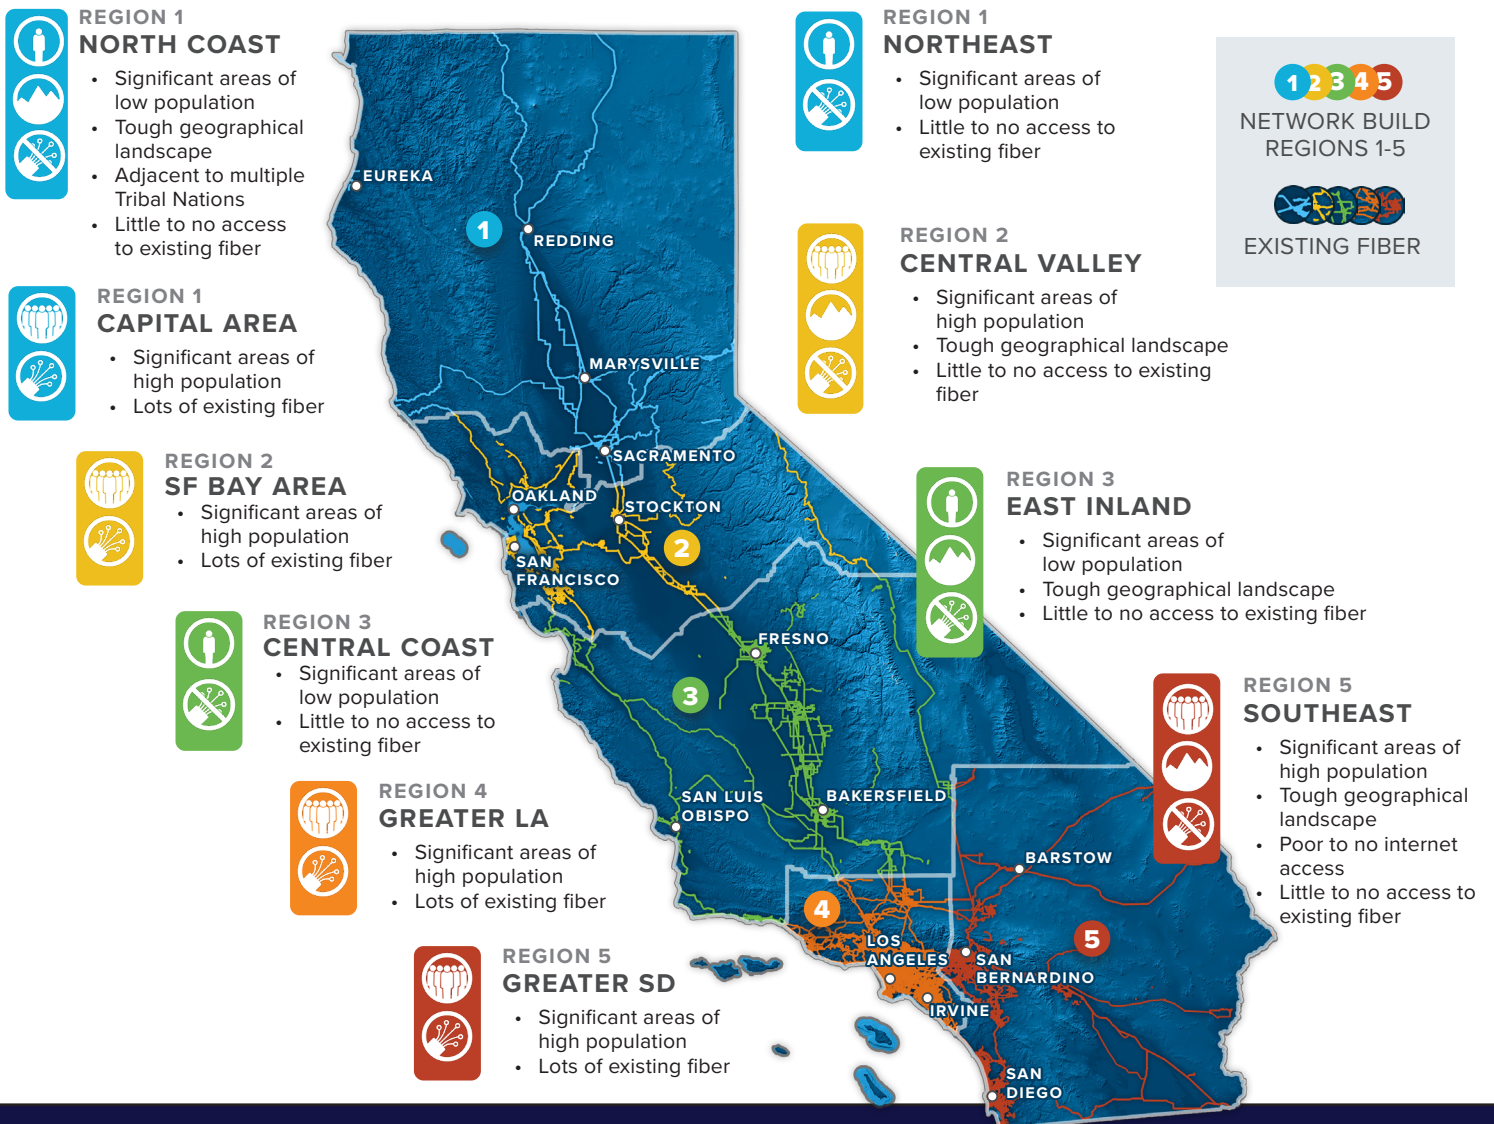 REGION 1
NORTH COAST
• Significant areas of
low population
• Tough geographical
landscape
• Adjacent to multiple
Tribal Nations
• Little to no access
to existing fiber
REGION 1
CAPITAL AREA
• Significant areas of
high population
• Lots of existing fiber
REGION 2
SF BAY AREA
• Significant areas of
high population
• Lots of existing fiber
REGION 3
CENTRAL COAST
• Significant areas of
low population
• Little to no access to
existing fiber
REGION 4
GREATER LA
• Significant areas of
high population
• Lots of existing fiber
REGION 5
GREATER SD
• Significant areas of
high population
• Lots of existing fiber
REGION 1
NORTHEAST
• Significant areas of
low population
• Little to no access to
existing fiber
REGION 2
CENTRAL VALLEY
• Significant areas of
high population
• Tough geographical landscape
• Little to no access to existing
fiber
REGION 3
EAST INLAND
• Significant areas of
low population
• Tough geographical landscape
• Little to no access to existing fiber
REGION 5
SOUTHEAST
• Significant areas of
high population
• Tough geographical
landscape
• Poor to no internet
access
• Little to no access to
existing fiber
1 2 3 4 5
NETWORK BUILD
REGIONS 1-5
EXISTING FIBER
EUREKA
1
REDDING
MARYSVILLE
SACRAMENTO
OAKLAND
STOCKTON
2
SAN
FRANCISCO
FRESNO
3
SAN LUIS
OBISPO
BAKERSFIELD
BARSTOW
4
LOS
ANGELES
5
SAN
BERNARDINO
IRVINE
SAN
DIEGO